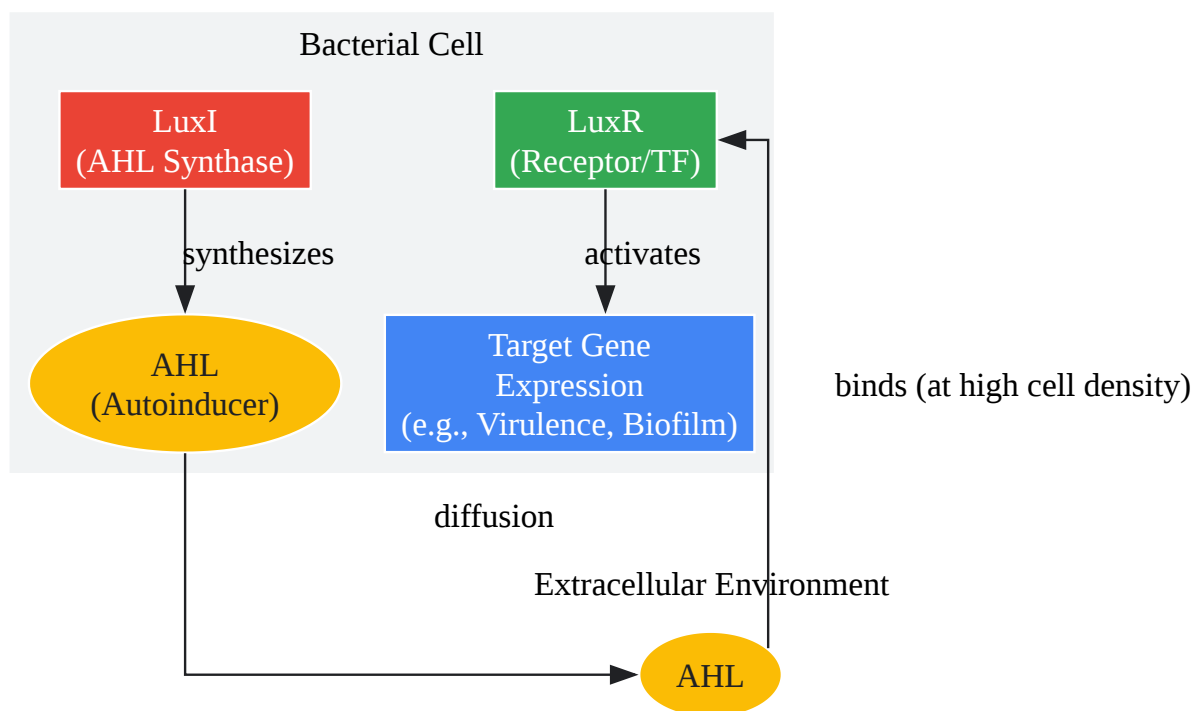 Bacterial Cell
LuxI
(AHL Synthase)
LuxR
(Receptor/TF)
synthesizes
activates
AHL
(Autoinducer)
Target Gene
Expression
(e.g., Virulence, Biofilm)
binds (at high cell density)
diffusion
Extracellular Environment
AHL